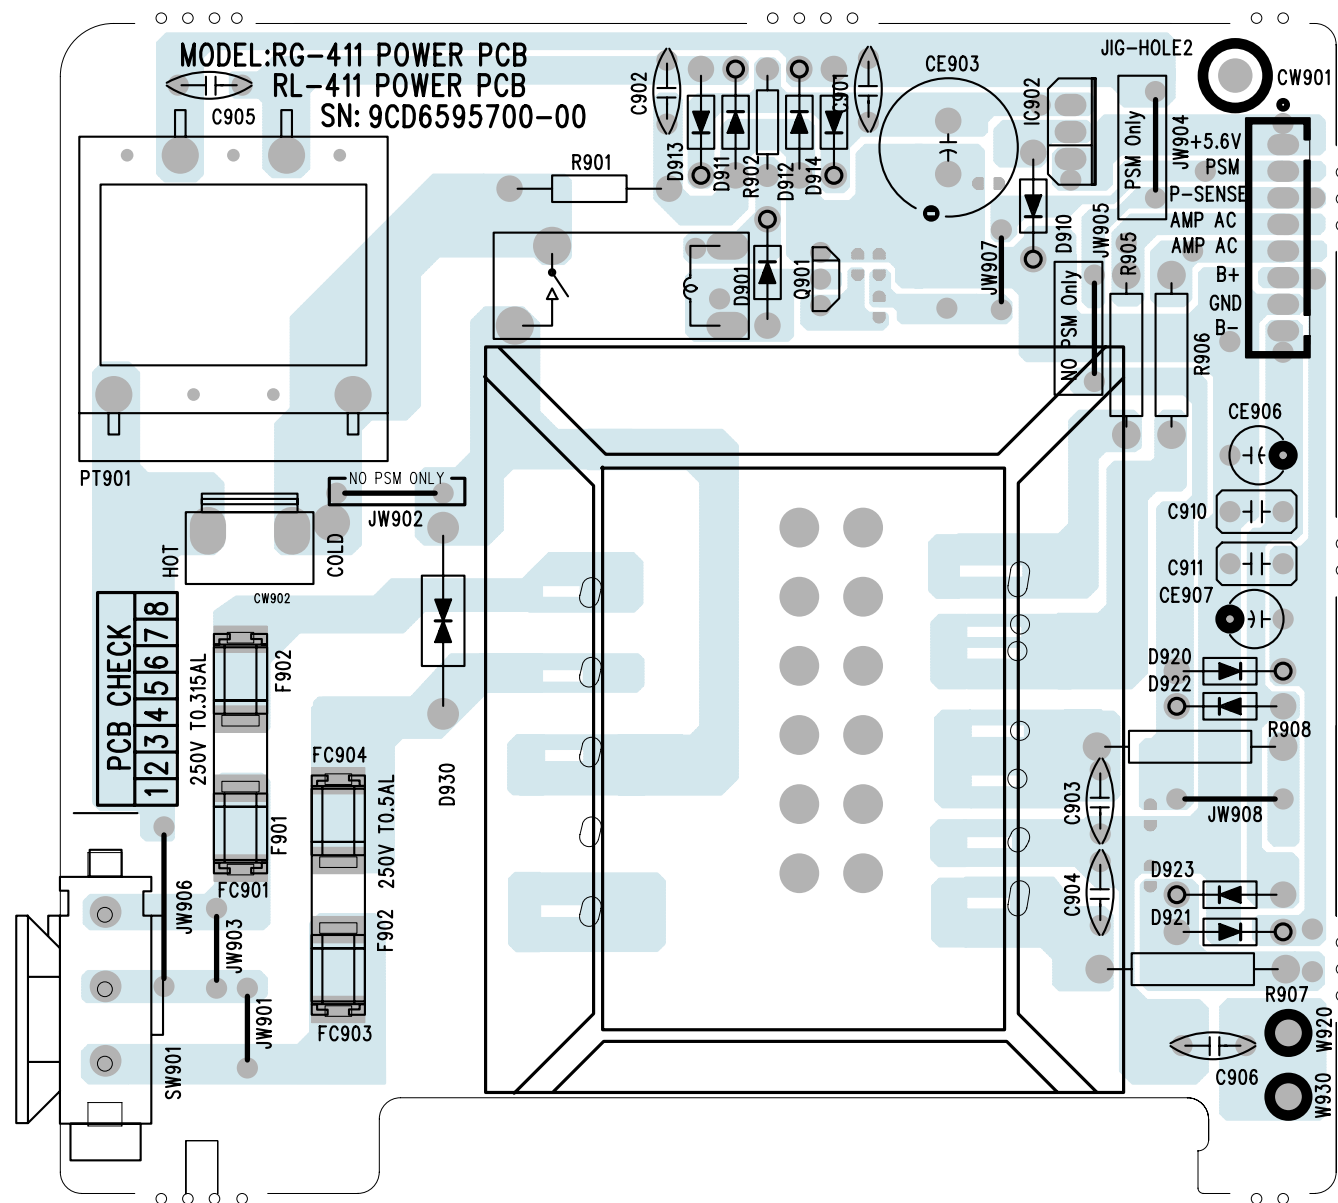 MODEL:RG-411 POWER PCB
RL-411 POWER PCB
SN: 9CD6595700-00
C905
C902
C901
CE903
IC902
JIG-HOLE2
CW901
PSM Only
JW904
+5.6V
PSM
P-SENSE
AMP AC
AMP AC
B+
GND
B-
R901
D913
D911
R902
D912
D914
D910
JW905
R905
JW907
D901
Q901
NO PSM Only
R906
PT901
NO PSM ONLY
JW902
HOT
COLD
CW902
CE906
C910
C911
CE907
PCB CHECK
1 2 3 4 5 6 7 8
250V T0.315AL
F902
F901
FC901
FC904
250V T0.5AL
F902
FC903
D930
D920
D922
R908
C903
JW908
C904
D923
D921
R907
W920
W930
C906
JW906
JW903
JW901
SW901